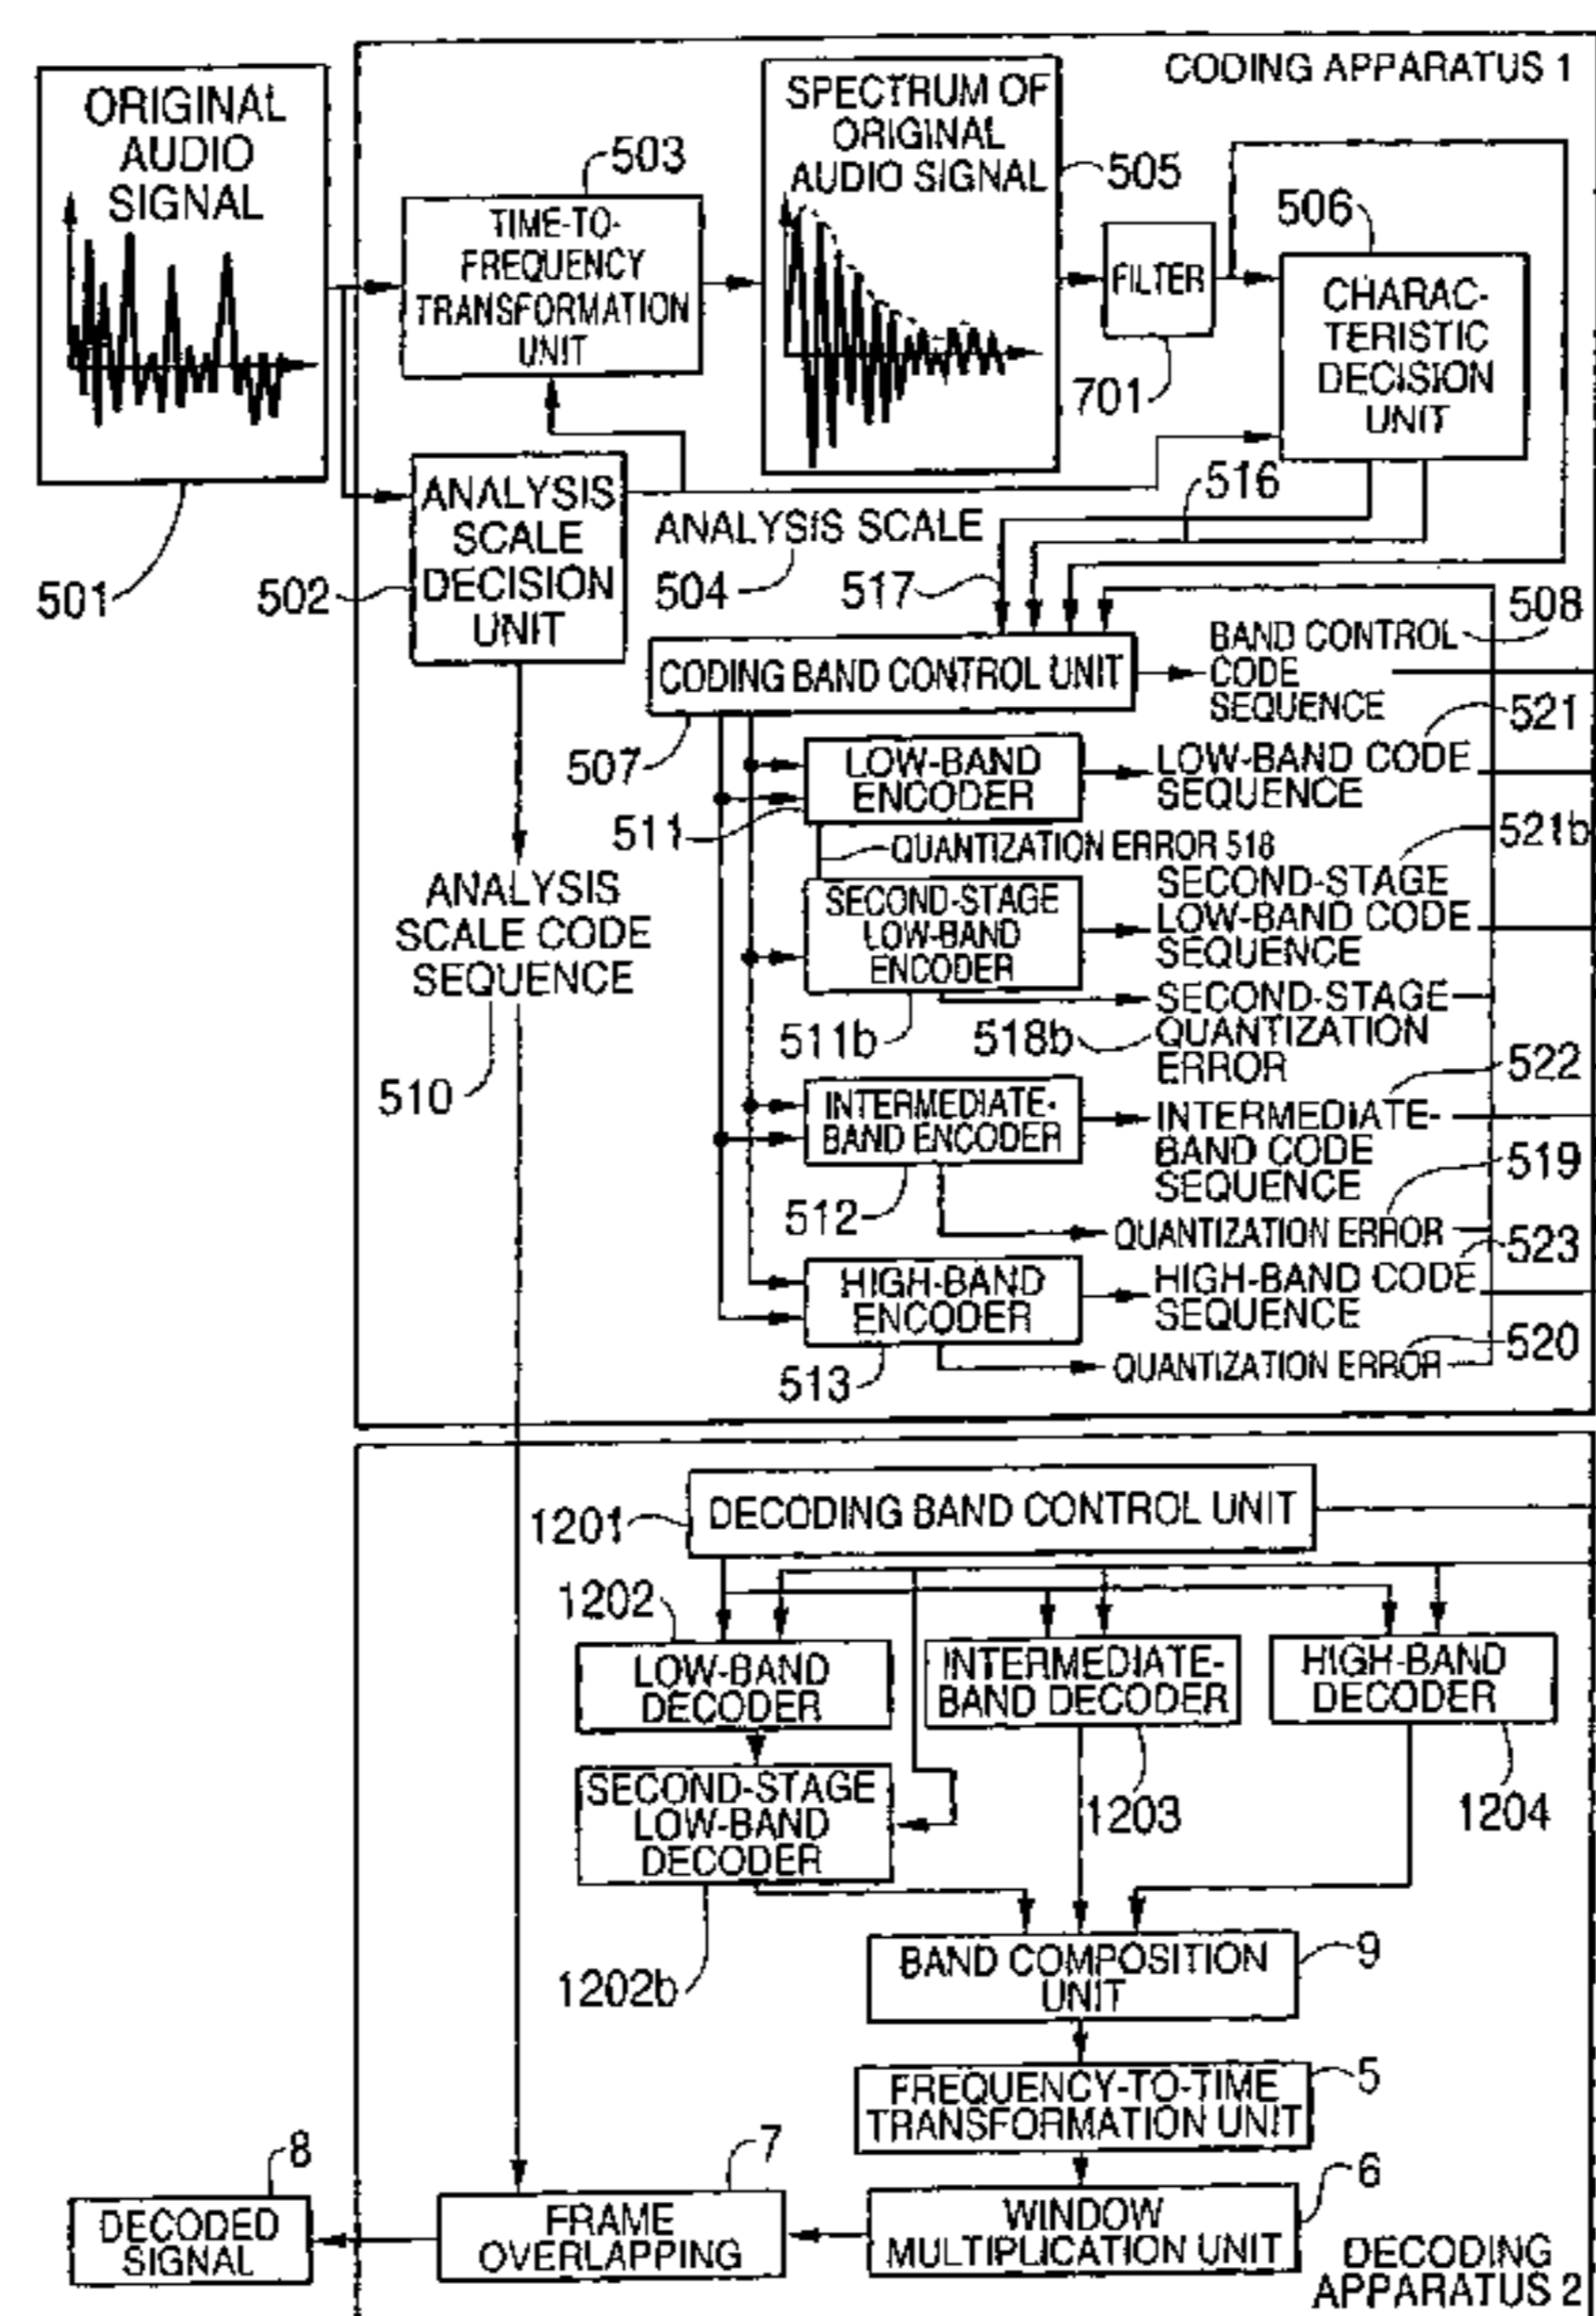 CODING APPARATUS 1
ORIGINAL
AUDIO
SIGNAL
501
503
TIME-TO-
FREQUENCY
TRANSFORMATION
UNIT
SPECTRUM OF
ORIGINAL
AUDIO SIGNAL
505
FILTER
701
506
CHARAC-
TERISTIC
DECISION
UNIT
ANALYSIS
SCALE
DECISION
UNIT
502
ANALYSIS SCALE
504
516
517
508
CODING BAND CONTROL UNIT
507
BAND CONTROL
CODE
SEQUENCE
521
LOW-BAND
ENCODER
511
LOW-BAND CODE
SEQUENCE
QUANTIZATION ERROR 518
521b
SECOND-STAGE
LOW-BAND
ENCODER
511b
SECOND-STAGE
LOW-BAND CODE
SEQUENCE
518b
SECOND-STAGE
QUANTIZATION
ERROR
ANALYSIS
SCALE CODE
SEQUENCE
510
522
INTERMEDIATE-
BAND ENCODER
512
INTERMEDIATE-
BAND CODE
SEQUENCE
519
QUANTIZATION ERROR
523
HIGH-BAND
ENCODER
513
HIGH-BAND CODE
SEQUENCE
520
QUANTIZATION ERROR
1201
DECODING BAND CONTROL UNIT
1202
LOW-BAND
DECODER
INTERMEDIATE-
BAND DECODER
1203
HIGH-BAND
DECODER
1204
SECOND-STAGE
LOW-BAND
DECODER
1202b
BAND COMPOSITION
UNIT
9
FREQUENCY-TO-TIME
TRANSFORMATION UNIT
5
WINDOW
MULTIPLICATION UNIT
6
FRAME
OVERLAPPING
7
DECODED
SIGNAL
8
DECODING
APPARATUS 2